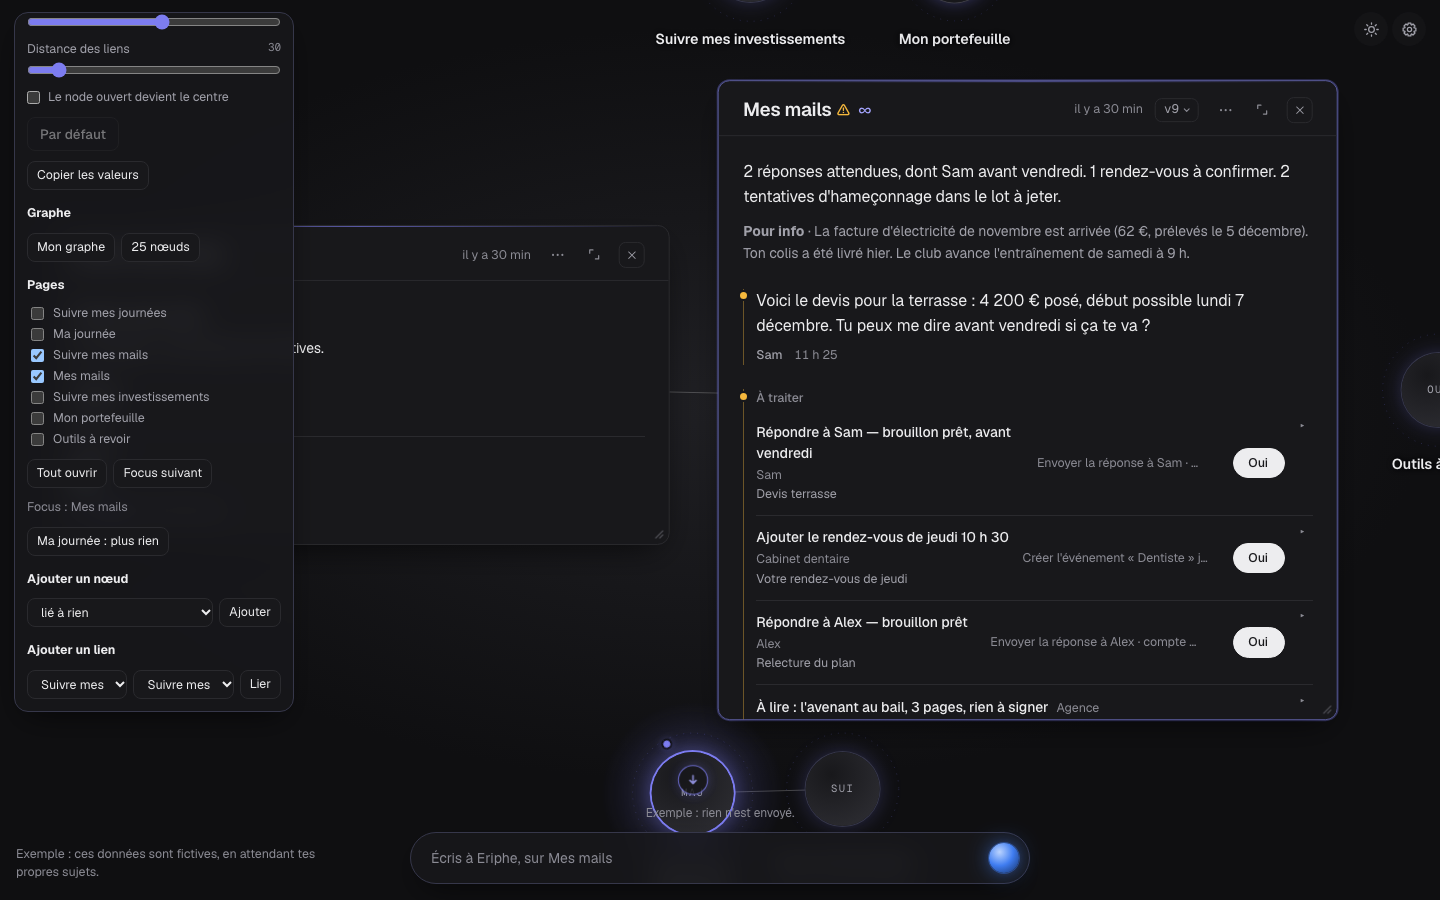 Suivre mes investissements
Mon portefeuille
Distance des liens
30
Le node ouvert devient le centre
Par défaut
Copier les valeurs
Graphe
Mon graphe
25 nœuds
Pages
Suivre mes journées
Ma journée
Suivre mes mails
Mes mails
Suivre mes investissements
Mon portefeuille
Outils à revoir
Tout ouvrir
Focus suivant
Focus : Mes mails
Ma journée : plus rien
Ajouter un nœud
lié à rien
Ajouter
Ajouter un lien
Suivre mes
Suivre mes
Lier
il y a 30 min
tives.
Mes mails
il y a 30 min
v9
2 réponses attendues, dont Sam avant vendredi. 1 rendez-vous à confirmer. 2
tentatives d'hameçonnage dans le lot à jeter.
Pour info · La facture d'électricité de novembre est arrivée (62 €, prélevés le 5 décembre).
Ton colis a été livré hier. Le club avance l'entraînement de samedi à 9 h.
Voici le devis pour la terrasse : 4 200 € posé, début possible lundi 7
décembre. Tu peux me dire avant vendredi si ça te va ?
Sam 11 h 25
À traiter
Répondre à Sam — brouillon prêt, avant
vendredi
Sam
Devis terrasse
Envoyer la réponse à Sam · …
Oui
Ajouter le rendez-vous de jeudi 10 h 30
Cabinet dentaire
Votre rendez-vous de jeudi
Créer l'événement « Dentiste » j…
Oui
Répondre à Alex — brouillon prêt
Alex
Relecture du plan
Envoyer la réponse à Alex · compte …
Oui
À lire : l'avenant au bail, 3 pages, rien à signer Agence
OU
Outils à
SUI
Exemple : rien n'est envoyé.
Écris à Eriphe, sur Mes mails
Exemple : ces données sont fictives, en attendant tes
propres sujets.